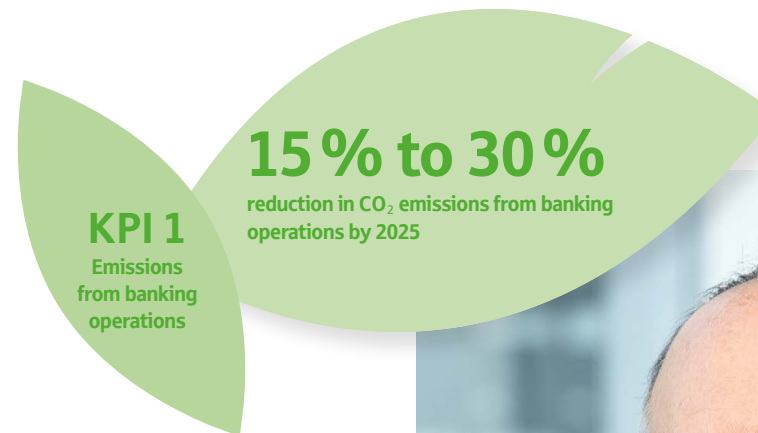 KPI 1
Emissions
from banking
operations
15 % to 30 %
reduction in CO₂ emissions from banking
operations by 2025